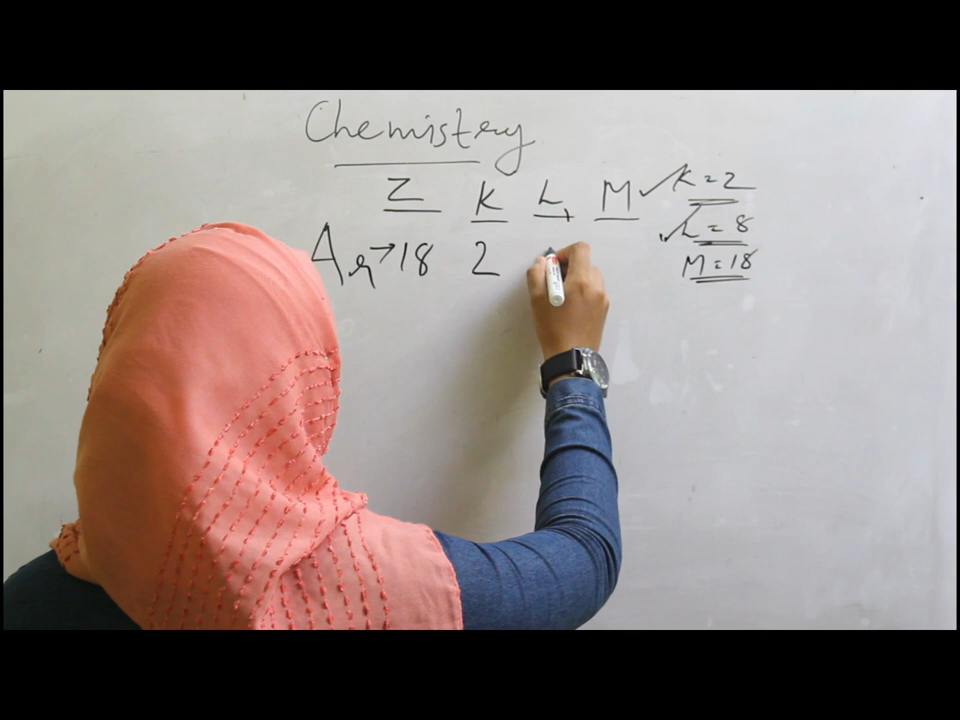 Chemistry
Z K L M ✓ K = 2
✓ L = 8
Ar → 18 2
M = 18